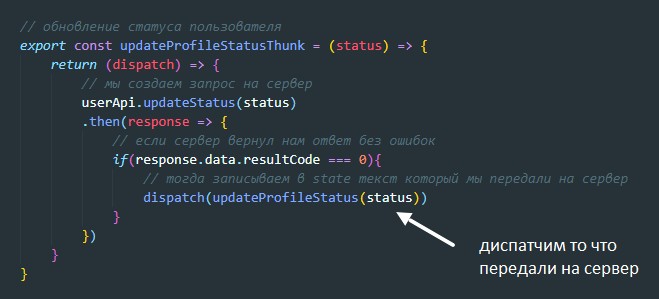 // обновление статуса пользователя
export const updateProfileStatusThunk = (status) => {
return (dispatch) => {
// мы создаем запрос на сервер
userApi.updateStatus(status)
.then(response => {
// если сервер вернул нам ответ без ошибок
if(response.data.resultCode === 0){
// тогда записываем в state текст который мы передали на сервер
dispatch(updateProfileStatus(status))
}
})
}
}
диспатчим то что
передали на сервер